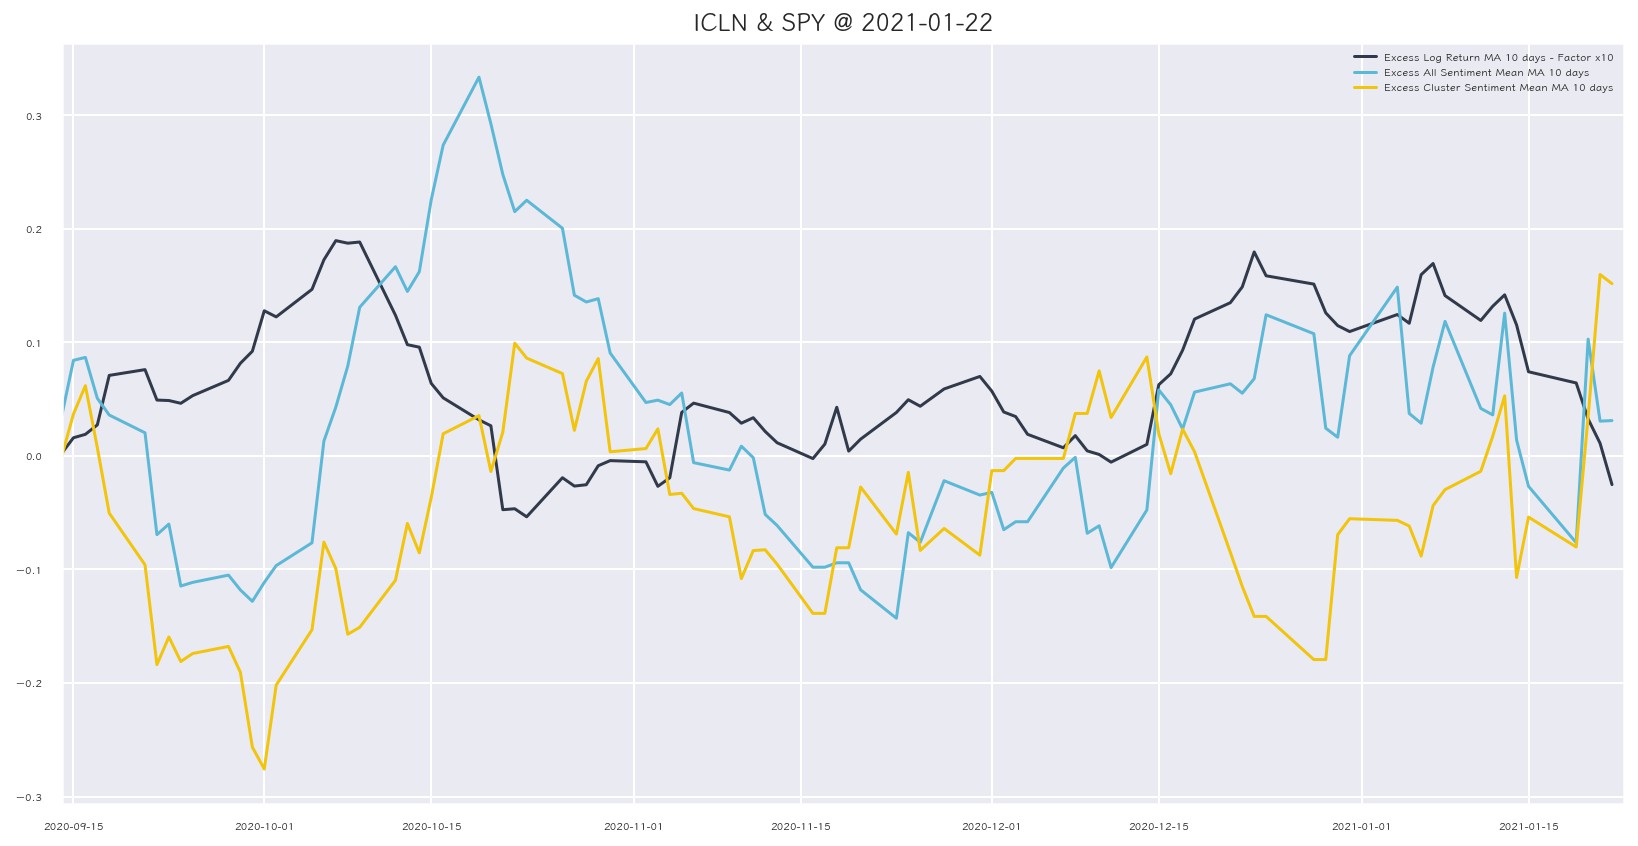 ICLN & SPY @ 2021-01-22
Excess Log Return MA 10 days - Factor x10
Excess All Sentiment Mean MA 10 days
Excess Cluster Sentiment Mean MA 10 days
0.3
0.2
0.1
0.0
−0.1
−0.2
−0.3
2020-09-15 2020-10-01 2020-10-15 2020-11-01 2020-11-15 2020-12-01 2020-12-15 2021-01-01 2021-01-15